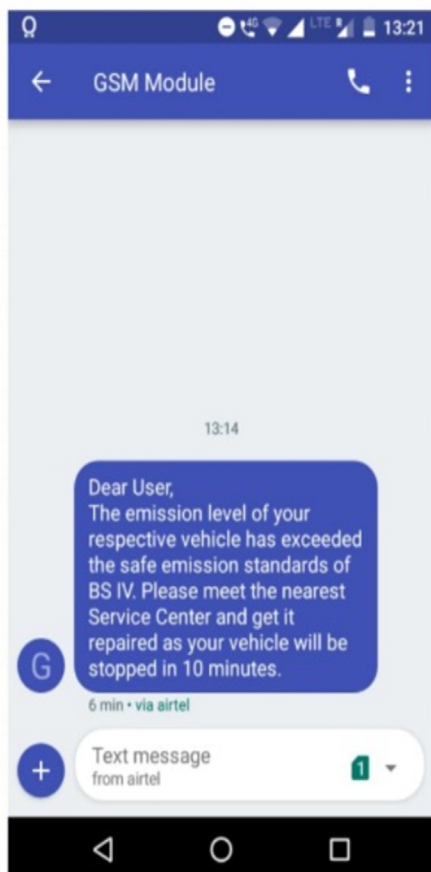 4G LTE R 13:21
GSM Module
13:14
Dear User,
The emission level of your
respective vehicle has exceeded
the safe emission standards of
BS IV. Please meet the nearest
Service Center and get it
repaired as your vehicle will be
stopped in 10 minutes.
G
6 min • via airtel
Text message
from airtel
1